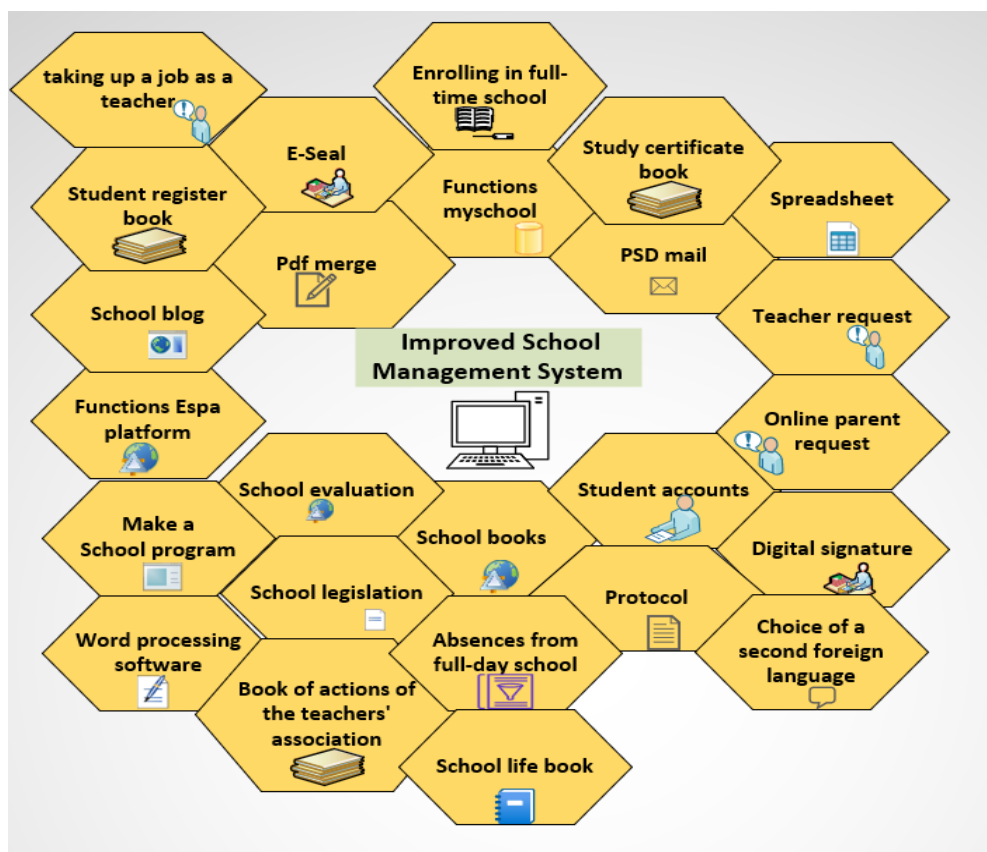 taking up a job as a
teacher
Enrolling in full-
time school
E-Seal
Study certificate
book
Student register
book
Functions
myschool
Spreadsheet
Pdf merge
PSD mail
School blog
Teacher request
Improved School
Management System
Functions Espa
platform
Online parent
request
School evaluation
Student accounts
Make a
School program
School books
Digital signature
School legislation
Protocol
Word processing
software
Absences from
full-day school
Choice of a
second foreign
language
Book of actions of
the teachers'
association
School life book